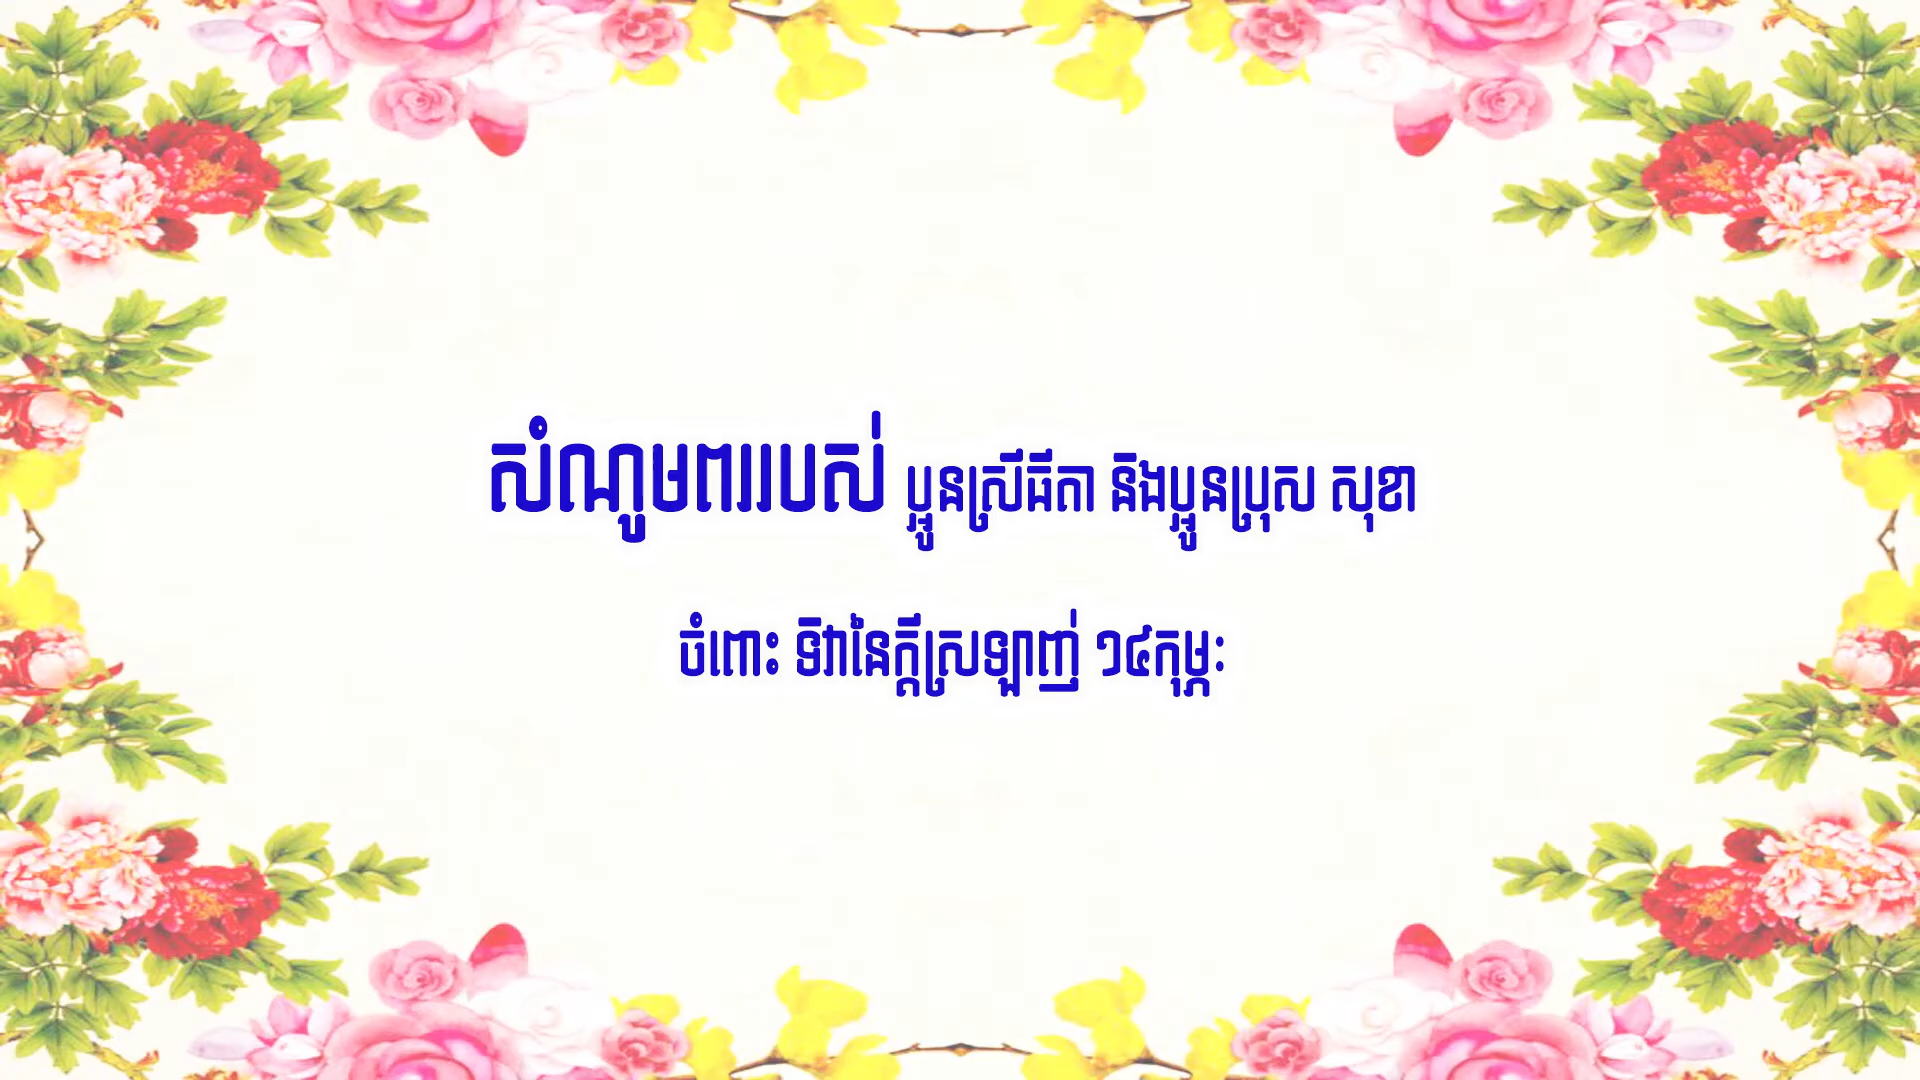 សំណូមពររបស់ ប្អូនស្រីធីតា និងប្អូនប្រុស សុខា
ចំពោះ ទិវានៃក្ដីស្រឡាញ់ ១៤កុម្ភៈ